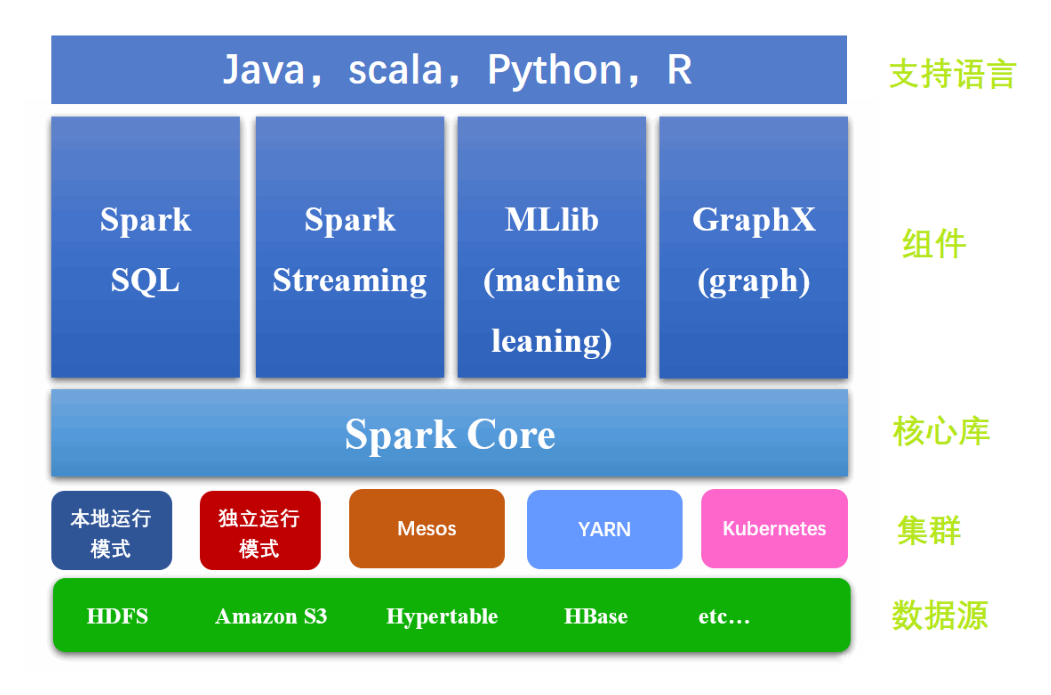 Java，scala，Python，R
支持语言
Spark
SQL
Spark
Streaming
MLlib
(machine
leaning)
GraphX
(graph)
组件
Spark Core
核心库
本地运行
模式
独立运行
模式
Mesos
YARN
Kubernetes
集群
HDFS Amazon S3 Hypertable HBase etc…
数据源